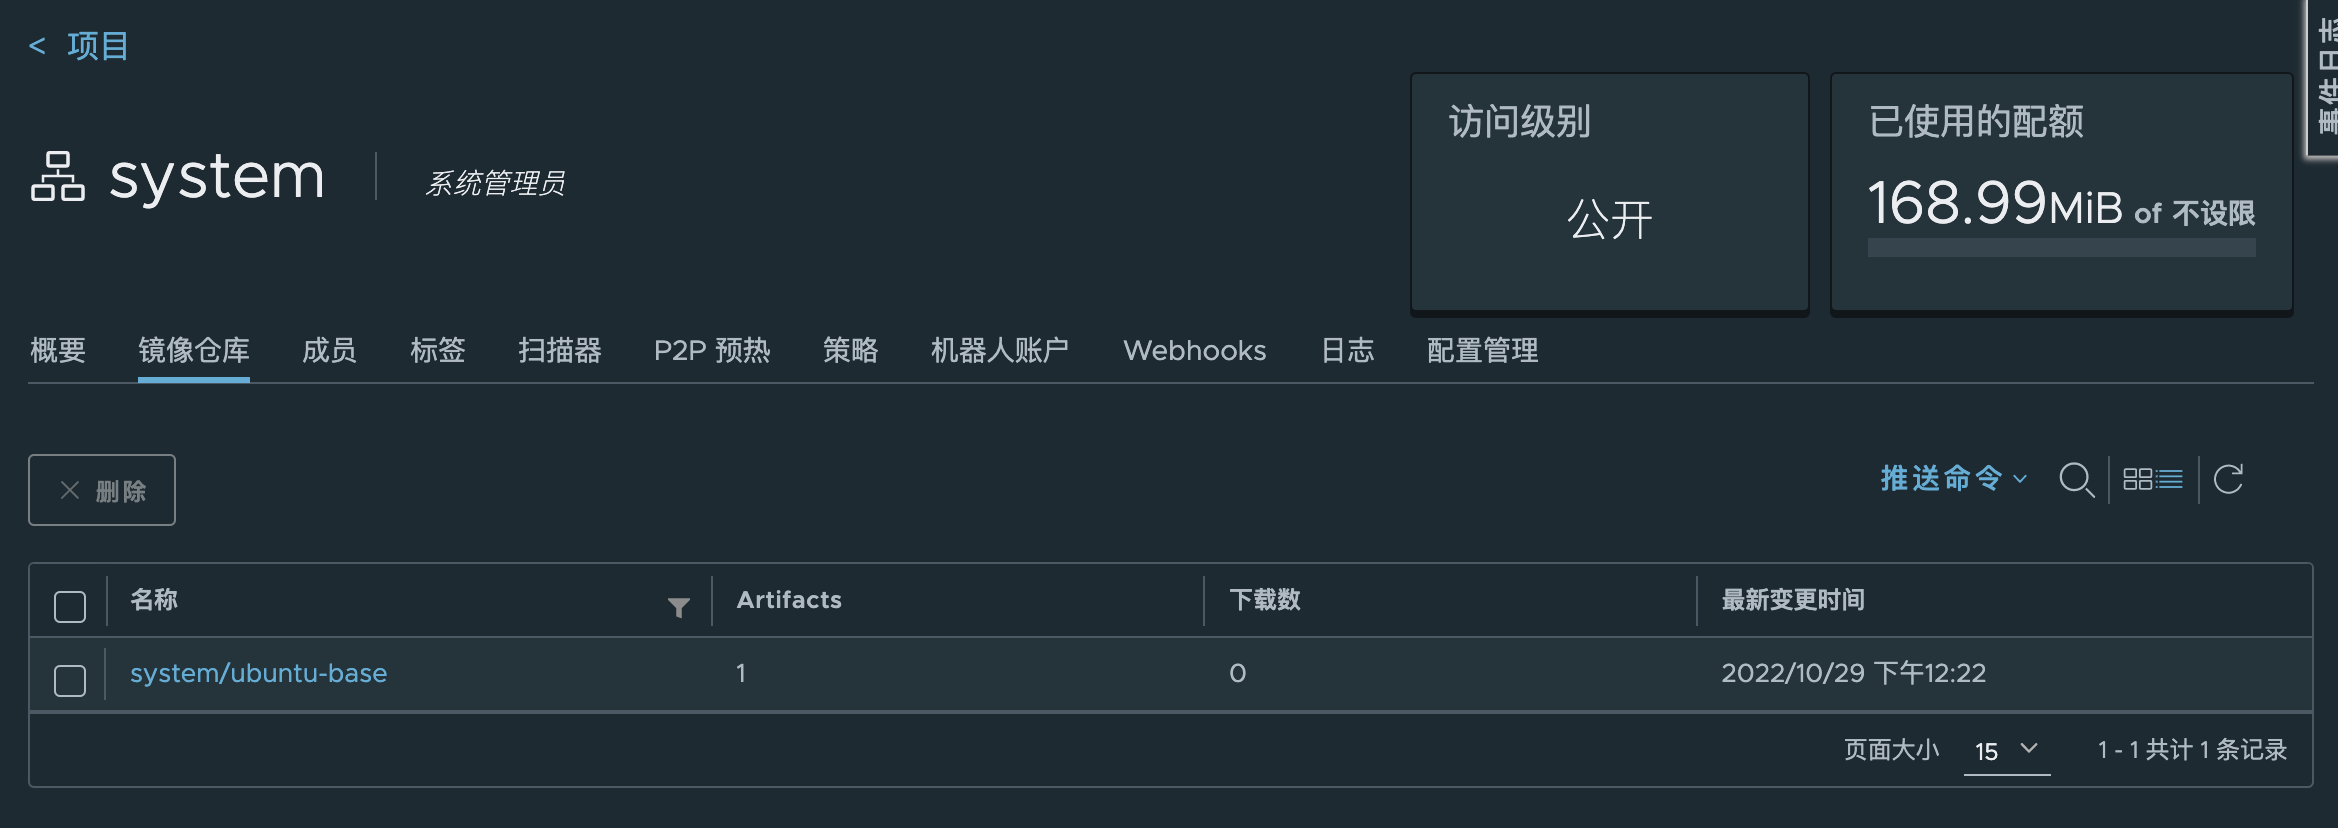 < 项目
事件日志
system
系统管理员
访问级别
公开
已使用的配额
168.99MiB of 不设限
概要 镜像仓库 成员 标签 扫描器 P2P 预热 策略 机器人账户 Webhooks 日志 配置管理
删除
推送命令
名称 Artifacts 下载数 最新变更时间
system/ubuntu-base 1 0 2022/10/29 下午12:22
页面大小 15 1 - 1 共计 1 条记录